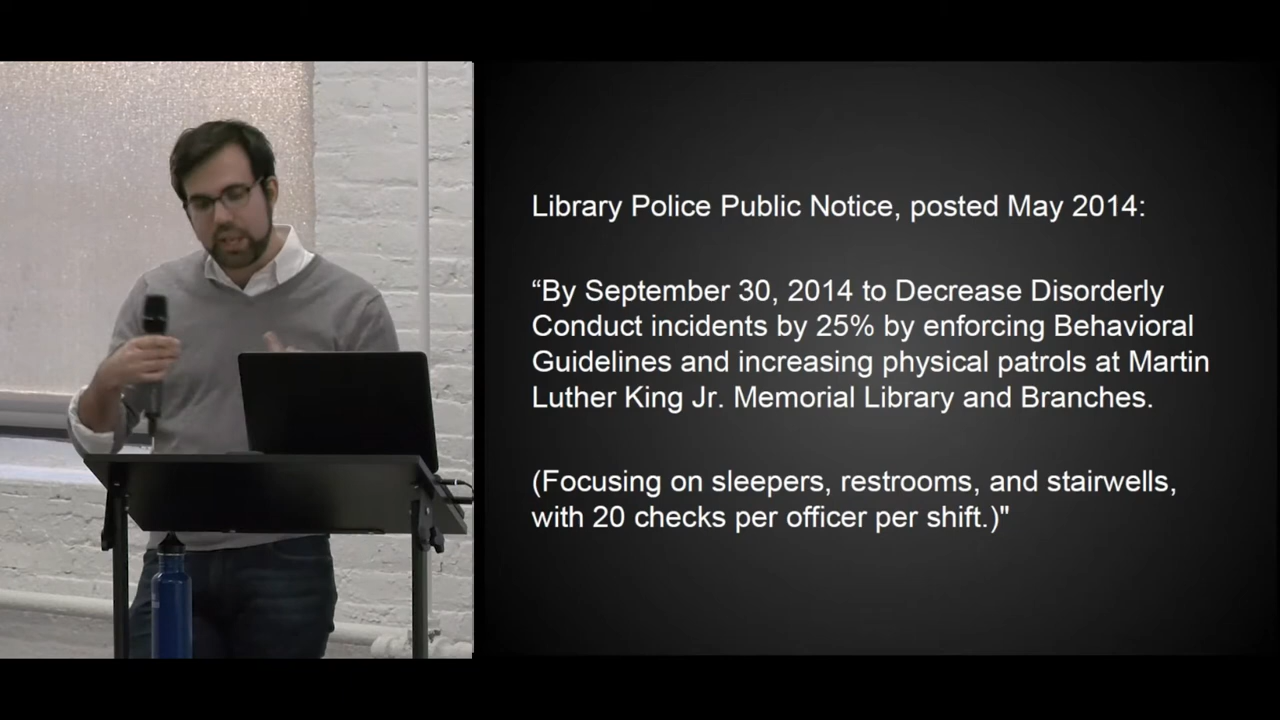 Library Police Public Notice, posted May 2014:
“By September 30, 2014 to Decrease Disorderly
Conduct incidents by 25% by enforcing Behavioral
Guidelines and increasing physical patrols at Martin
Luther King Jr. Memorial Library and Branches.
(Focusing on sleepers, restrooms, and stairwells,
with 20 checks per officer per shift.)"